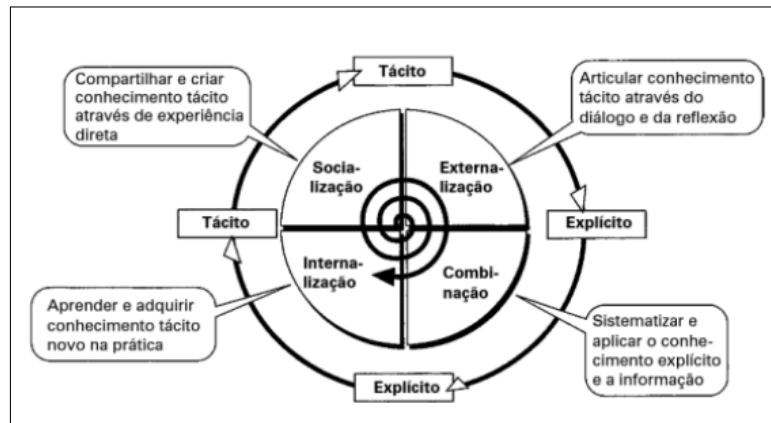 Tácito
Compartilhar e criar
conhecimento tácito
através de experiência
direta
Articular conhecimento
tácito através do
diálogo e da reflexão
Socia-
lização
Externa-
lização
Tácito
Explícito
Interna-
lização
Combi-
nação
Aprender e adquirir
conhecimento tácito
novo na prática
Sistematizar e
aplicar o conhe-
cimento explícito
e a informação
Explícito